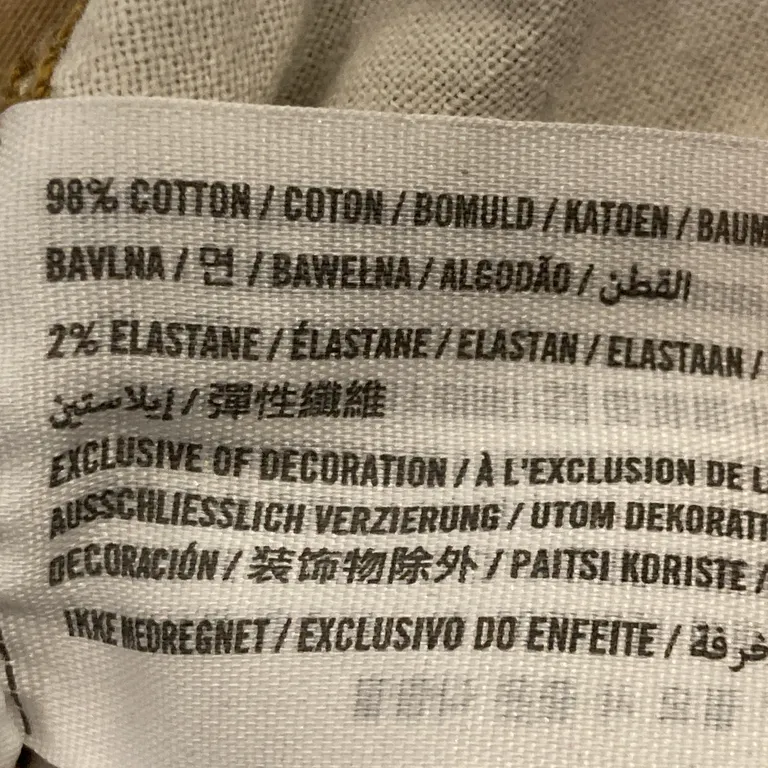 98% COTTON / COTON / BOMULD / KATOEN / BAUM
BAVLNA / 면 / BAWEŁNA / ALGODÃO / القطن
2% ELASTANE / ÉLASTANE / ELASTAN / ELASTAAN /
إيلاستين / 彈性纖維
EXCLUSIVE OF DECORATION / À L'EXCLUSION DE L
AUSSCHLIESSLICH VERZIERUNG / UTOM DEKORATI
DECORACIÓN / 装饰物除外 / PAITSI KORISTE /
IKKE MEDREGNET / EXCLUSIVO DO ENFEITE /